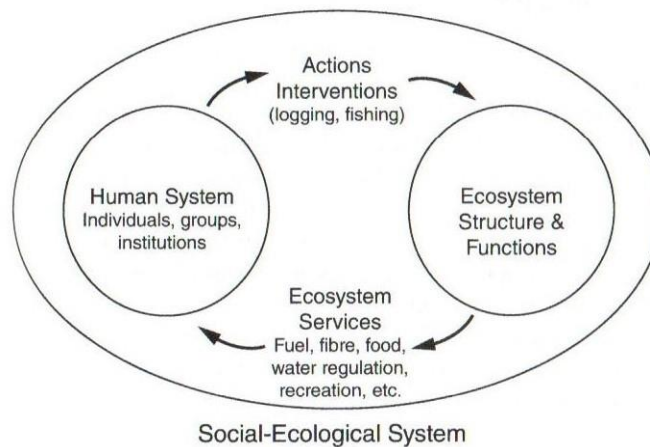 Actions
Interventions
(logging, fishing)
Human System
Individuals, groups,
institutions
Ecosystem
Structure &
Functions
Ecosystem
Services
Fuel, fibre, food,
water regulation,
recreation, etc.
Social-Ecological System